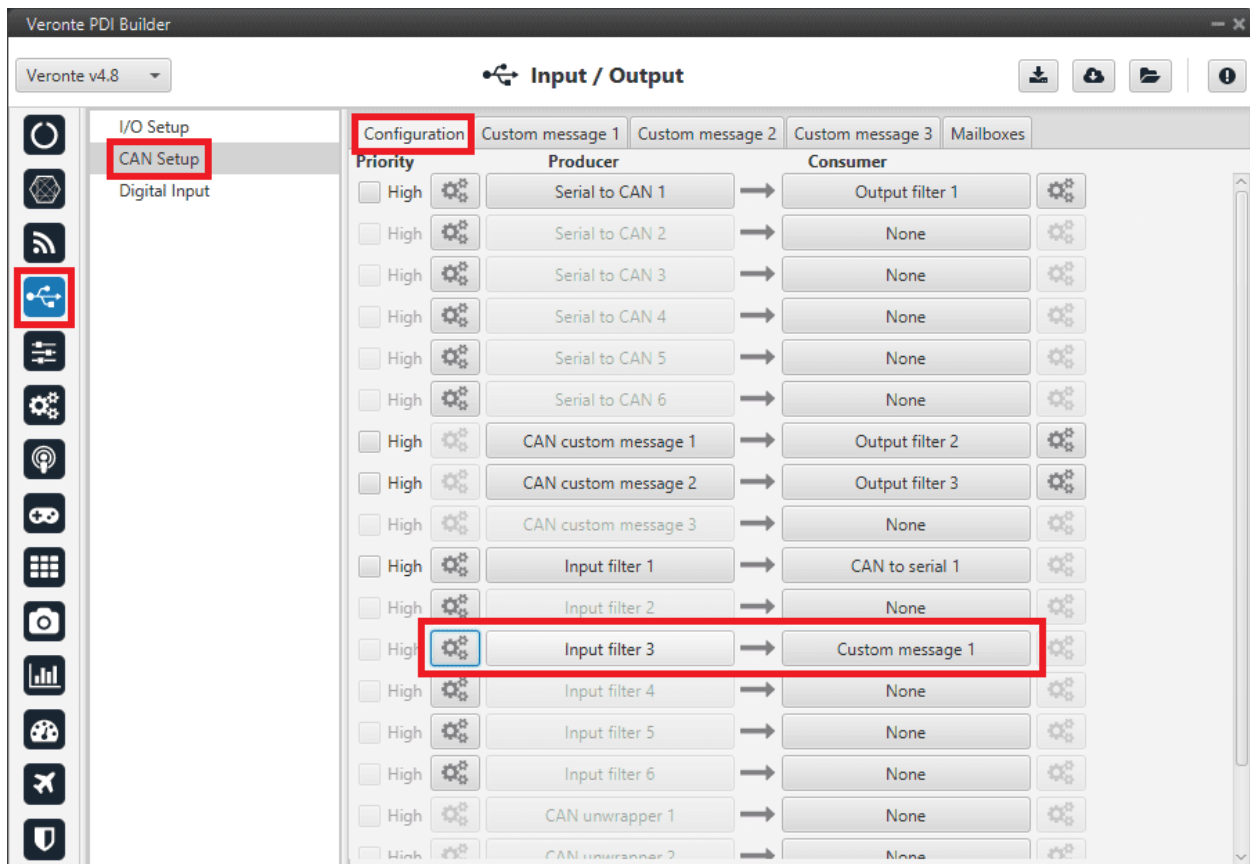 Veronte PDI Builder
Veronte v4.8
Input / Output
I/O Setup
CAN Setup
Digital Input
Configuration Custom message 1 Custom message 2 Custom message 3 Mailboxes
Priority Producer Consumer
High Serial to CAN 1 Output filter 1
High Serial to CAN 2 None
High Serial to CAN 3 None
High Serial to CAN 4 None
High Serial to CAN 5 None
High Serial to CAN 6 None
High CAN custom message 1 Output filter 2
High CAN custom message 2 Output filter 3
High CAN custom message 3 None
High Input filter 1 CAN to serial 1
High Input filter 2 None
High Input filter 3 Custom message 1
High Input filter 4 None
High Input filter 5 None
High Input filter 6 None
High CAN unwrapper 1 None
High CAN unwrapper 2 None